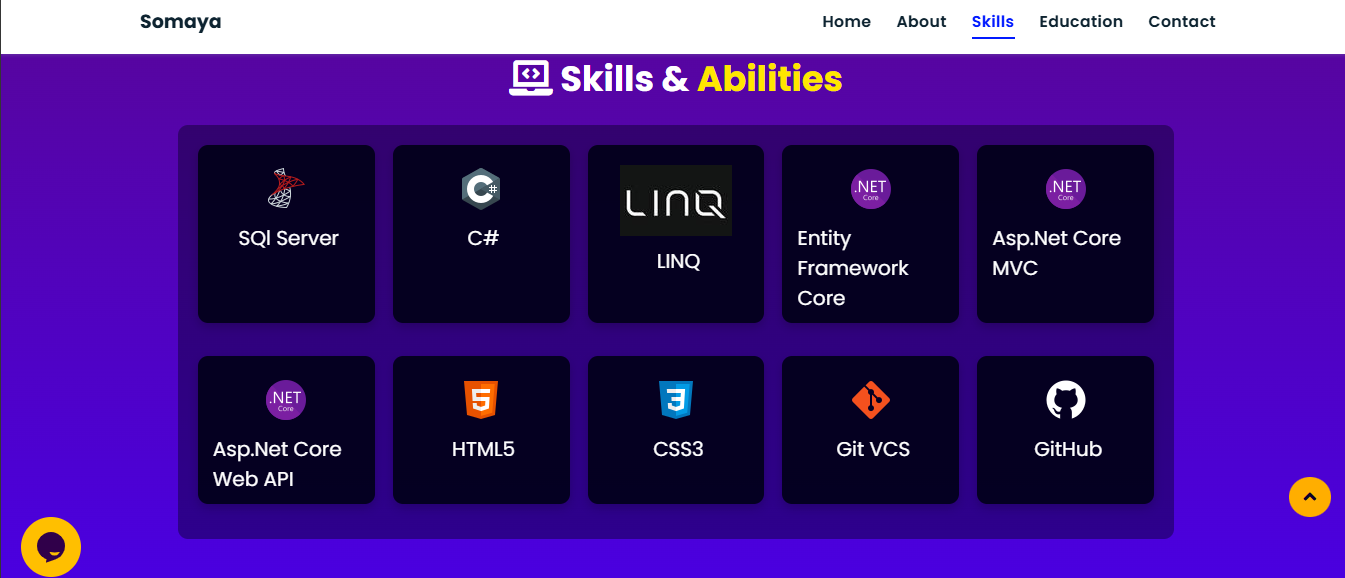 Somaya
Home About Skills Education Contact
Skills & Abilities
SQl Server
C#
LINQ
LINQ
.NET
Core
Entity
Framework
Core
.NET
Core
Asp.Net Core
MVC
.NET
Core
Asp.Net Core
Web API
5
HTML5
3
CSS3
Git VCS
GitHub